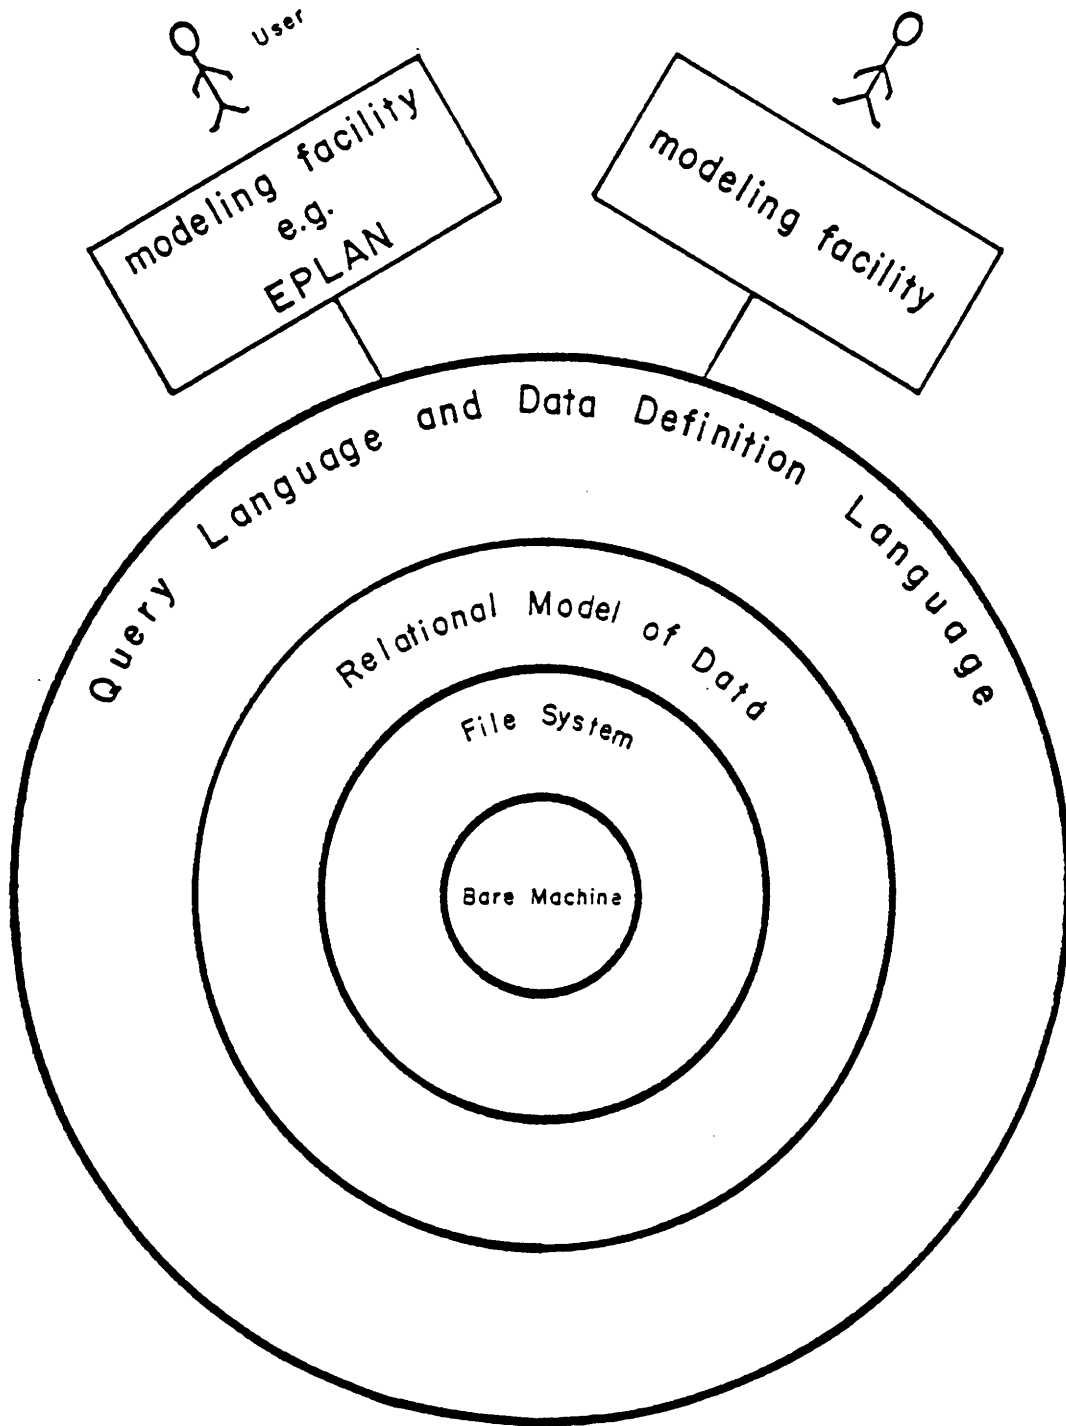 User
modeling facility
e.g.
EPLAN
modeling facility
Query Language and Data Definition Language
Relational Model of Data
File System
Bare Machine